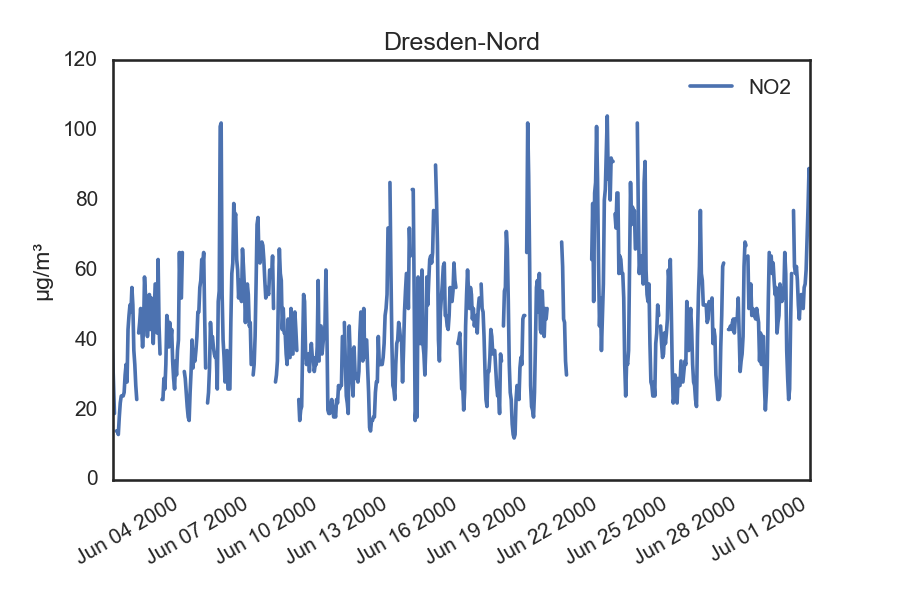 Dresden-Nord
120
100
80
60
40
20
0
µg/m³
NO2
Jun 04 2000
Jun 07 2000
Jun 10 2000
Jun 13 2000
Jun 16 2000
Jun 19 2000
Jun 22 2000
Jun 25 2000
Jun 28 2000
Jul 01 2000